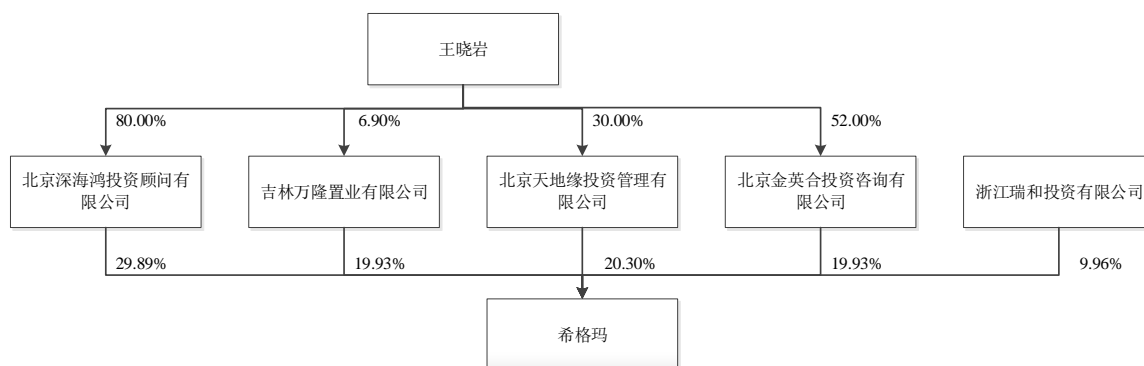 王晓岩
80.00%
6.90%
30.00%
52.00%
北京深海鸿投资顾问有
限公司
吉林万隆置业有限公司
北京天地缘投资管理有
限公司
北京金英合投资咨询有
限公司
浙江瑞和投资有限公司
29.89%
19.93%
20.30%
19.93%
9.96%
希格玛